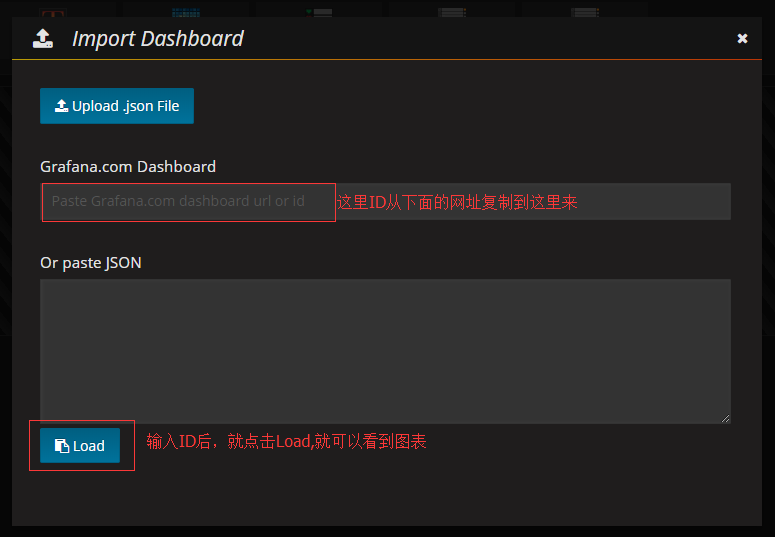 Import Dashboard
Upload .json File
Grafana.com Dashboard
Paste Grafana.com dashboard url or id
这里ID从下面的网址复制到这里来
Or paste JSON
Load
输入ID后，就点击Load,就可以看到图表